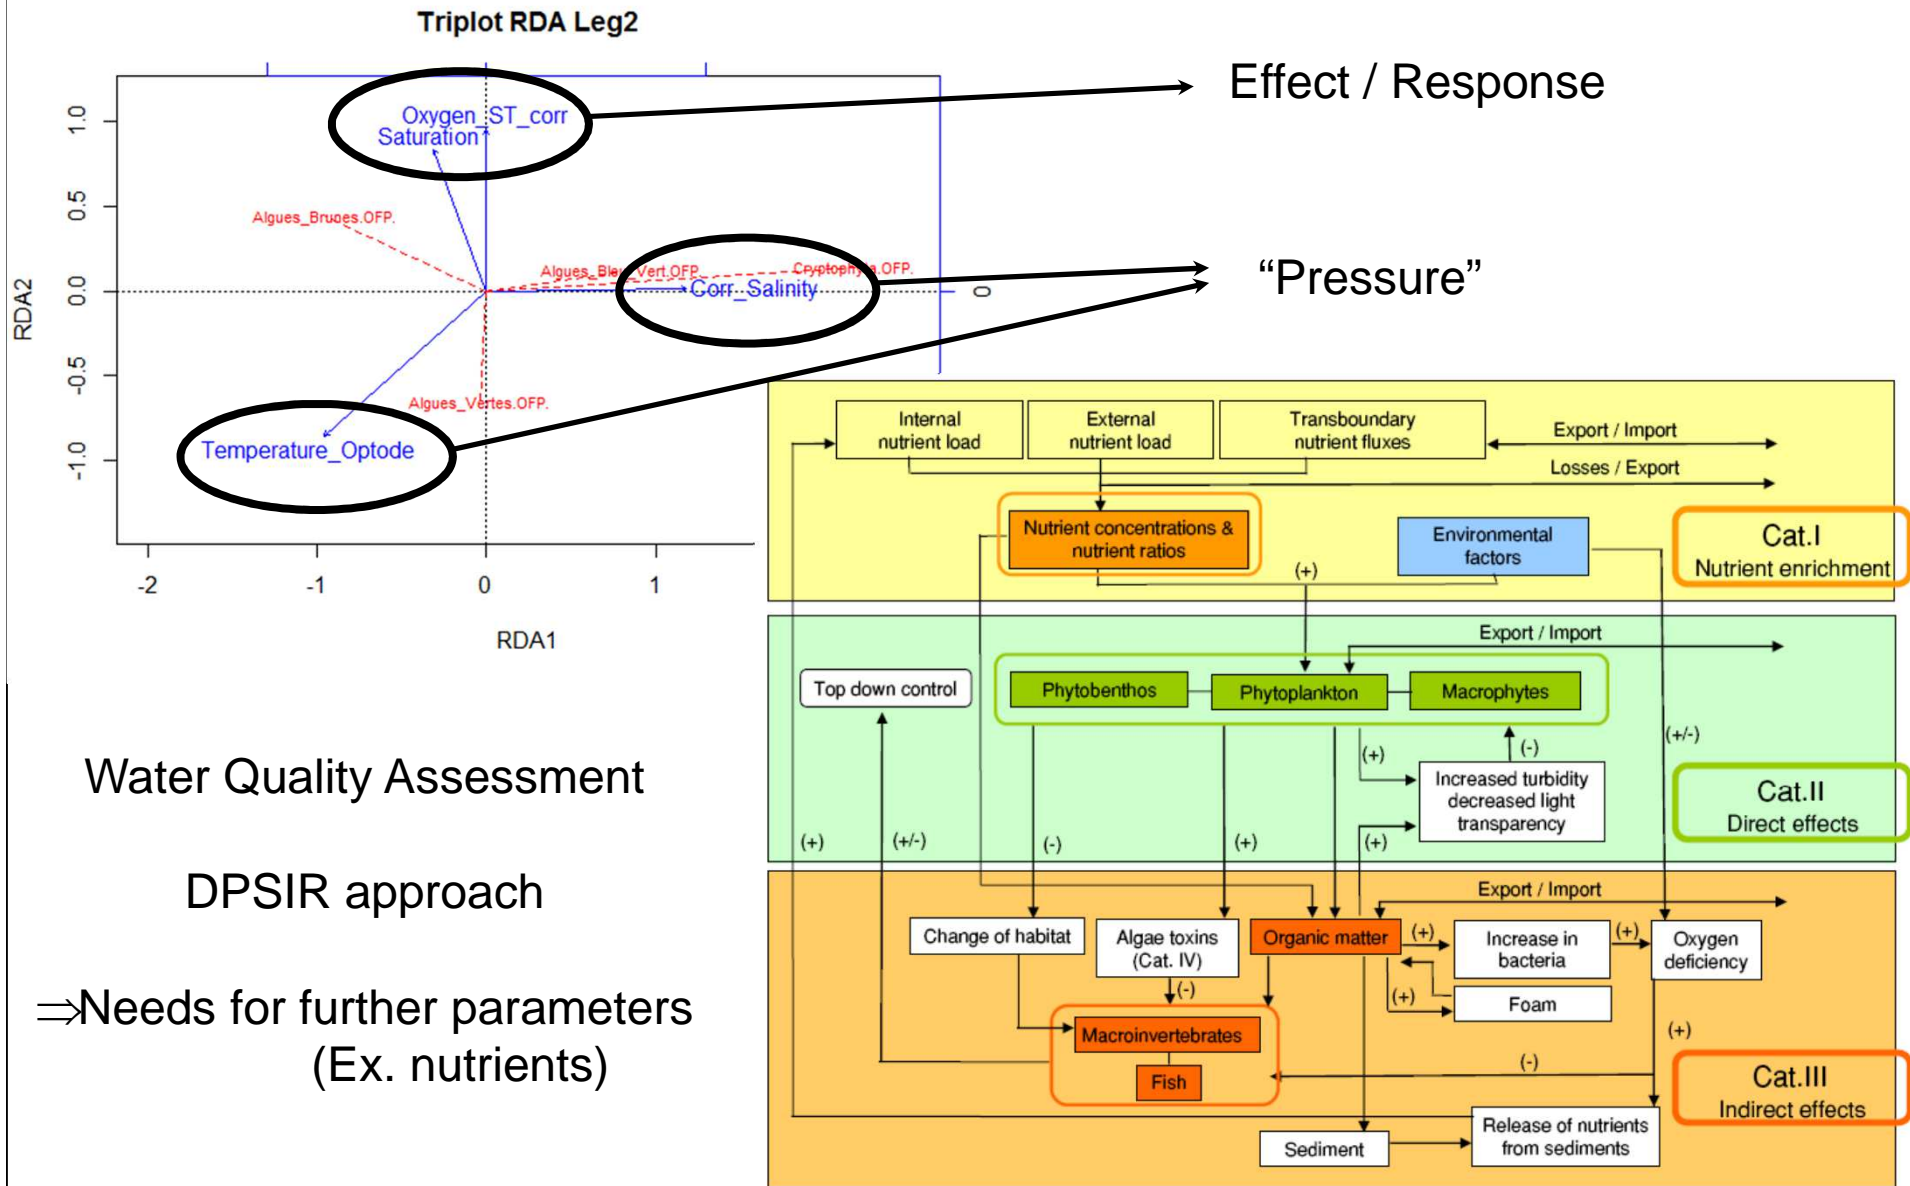 Triplot RDA Leg2
1.0
0.5
0.0
-0.5
-1.0
RDA2
-2
-1
0
1
RDA1
0
Oxygen_ST_corr
Saturation
Algues_Brunes.OFP.
Algues_Bleu_Vert.OFP.
Cryptophyta.OFP.
Corr_Salinity
Algues_Vertes.OFP.
Temperature_Optode
Effect / Response
“Pressure”
Water Quality Assessment
DPSIR approach
⇒Needs for further parameters
(Ex. nutrients)
Internal
nutrient load
External
nutrient load
Transboundary
nutrient fluxes
Export / Import
Losses / Export
Nutrient concentrations &
nutrient ratios
Environmental
factors
(+)
Cat.I
Nutrient enrichment
Export / Import
Top down control
Phytobenthos
Phytoplankton
Macrophytes
(+)
(-)
(+/-)
Increased turbidity
decreased light
transparency
(+)
(+/-)
(-)
(+)
(+)
Cat.II
Direct effects
Export / Import
Change of habitat
Algae toxins
(Cat. IV)
Organic matter
(+)
Increase in
bacteria
(+)
Oxygen
deficiency
(-)
(+)
Foam
(+)
Macroinvertebrates
Fish
(-)
Cat.III
Indirect effects
Sediment
Release of nutrients
from sediments